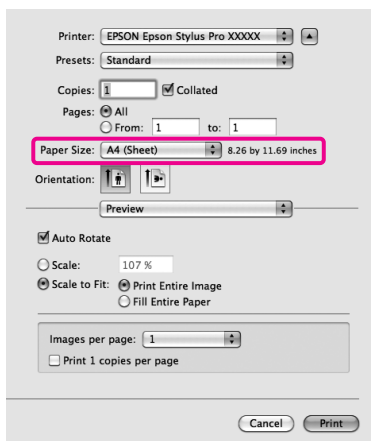 Printer: EPSON Epson Stylus Pro XXXXX
Presets: Standard
Copies: 1 Collated
Pages: All
From: 1 to: 1
Paper Size: A4 (Sheet) 8.26 by 11.69 inches
Orientation:
Preview
Auto Rotate
Scale: 107 %
Scale to Fit: Print Entire Image
Fill Entire Paper
Images per page: 1
Print 1 copies per page
Cancel Print